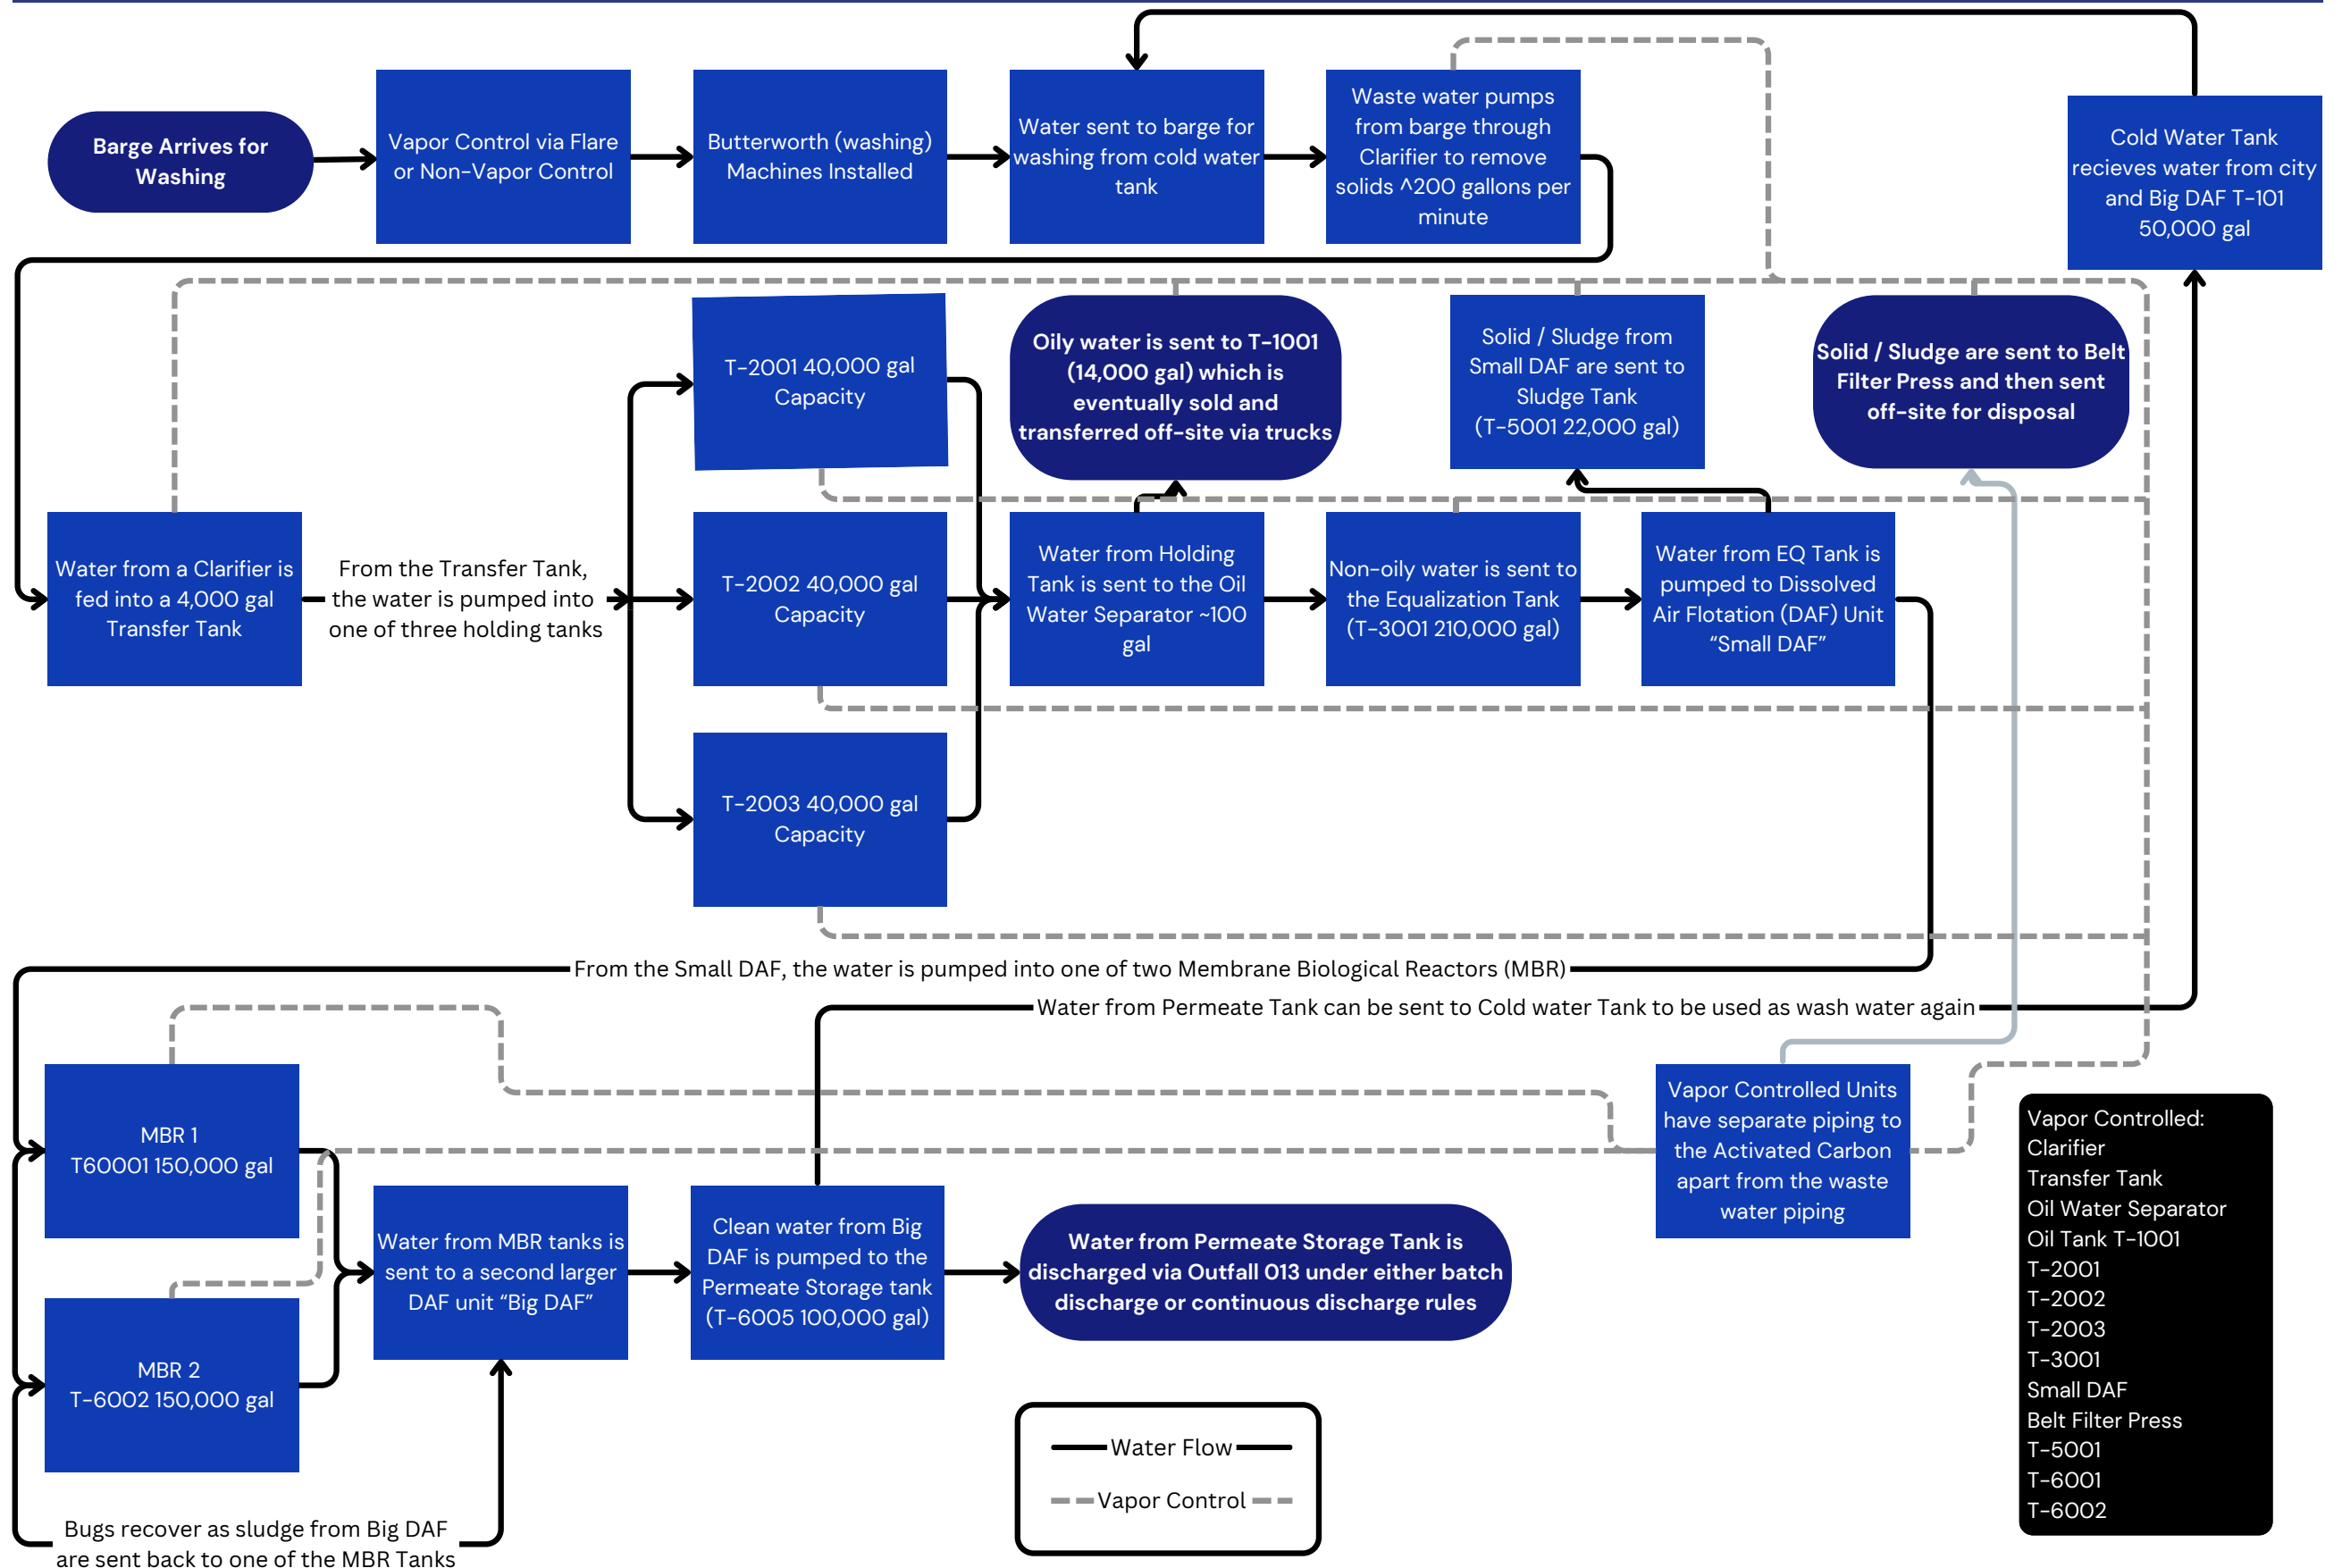 Barge Arrives for
Washing
Vapor Control via Flare
or Non-Vapor Control
Butterworth (washing)
Machines Installed
Water sent to barge for
washing from cold water
tank
Waste water pumps
from barge through
Clarifier to remove
solids ^200 gallons per
minute
Cold Water Tank
recieves water from city
and Big DAF T-101
50,000 gal
T-2001 40,000 gal
Capacity
Oily water is sent to T-1001
(14,000 gal) which is
eventually sold and
transferred off-site via trucks
Solid / Sludge from
Small DAF are sent to
Sludge Tank
(T-5001 22,000 gal)
Solid / Sludge are sent to Belt
Filter Press and then sent
off-site for disposal
Water from a Clarifier is
fed into a 4,000 gal
Transfer Tank
From the Transfer Tank,
the water is pumped into
one of three holding tanks
T-2002 40,000 gal
Capacity
Water from Holding
Tank is sent to the Oil
Water Separator ~100
gal
Non-oily water is sent to
the Equalization Tank
(T-3001 210,000 gal)
Water from EQ Tank is
pumped to Dissolved
Air Flotation (DAF) Unit
“Small DAF”
T-2003 40,000 gal
Capacity
From the Small DAF, the water is pumped into one of two Membrane Biological Reactors (MBR)
Water from Permeate Tank can be sent to Cold water Tank to be used as wash water again
MBR 1
T60001 150,000 gal
Water from MBR tanks is
sent to a second larger
DAF unit “Big DAF”
Clean water from Big
DAF is pumped to the
Permeate Storage tank
(T-6005 100,000 gal)
Water from Permeate Storage Tank is
discharged via Outfall 013 under either batch
discharge or continuous discharge rules
Vapor Controlled Units
have separate piping to
the Activated Carbon
apart from the waste
water piping
Vapor Controlled:
Clarifier
Transfer Tank
Oil Water Separator
Oil Tank T-1001
T-2001
T-2002
T-2003
T-3001
Small DAF
Belt Filter Press
T-5001
T-6001
T-6002
MBR 2
T-6002 150,000 gal
Water Flow
Vapor Control
Bugs recover as sludge from Big DAF
are sent back to one of the MBR Tanks